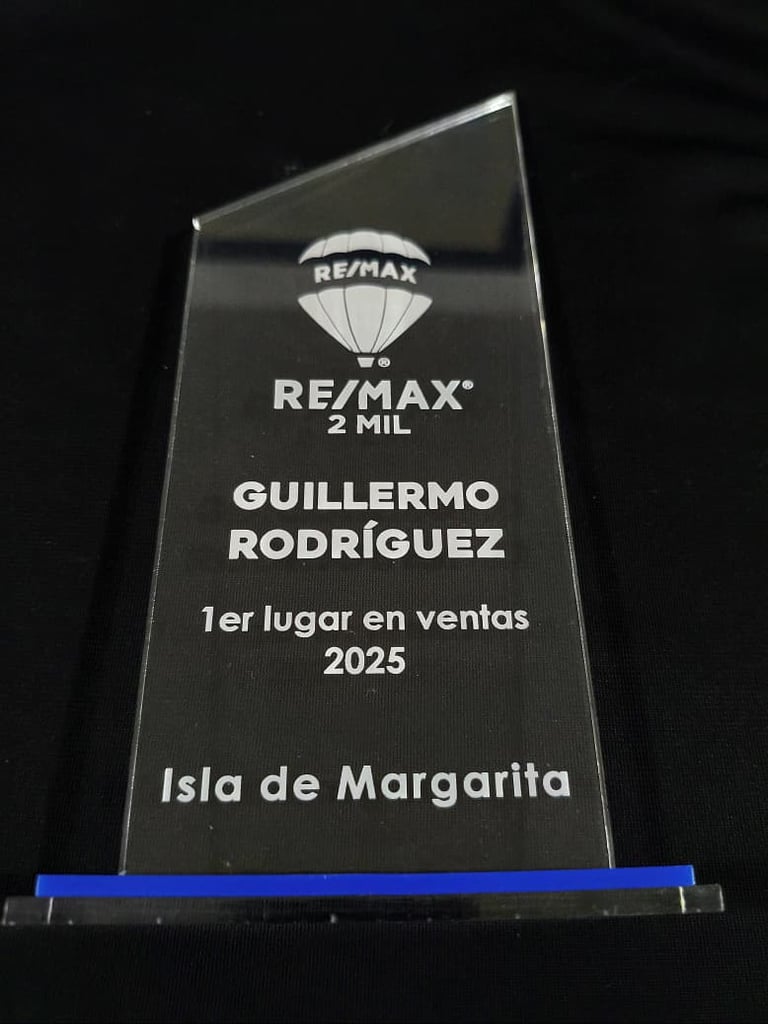 RE/MAX
®
RE/MAX®
2 MIL
GUILLERMO
RODRÍGUEZ
1er lugar en ventas
2025
Isla de Margarita